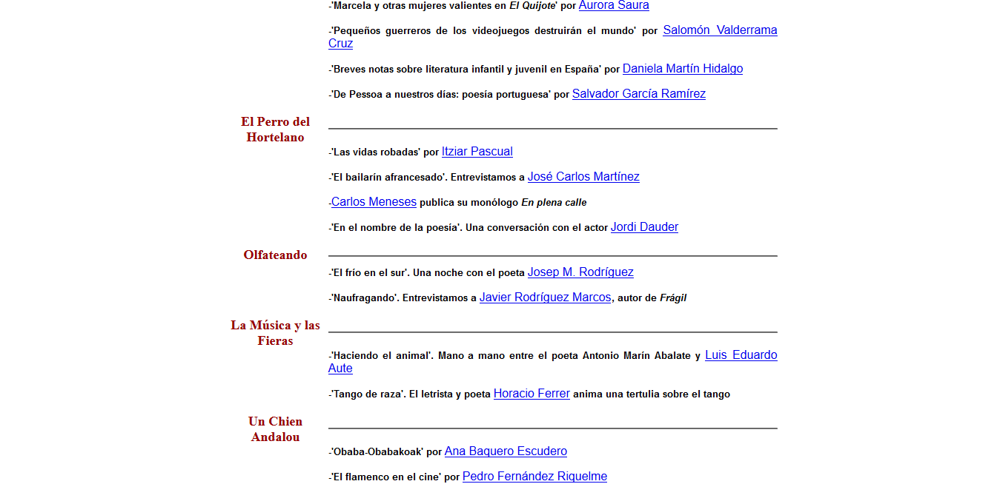 -'Marcela y otras mujeres valientes en El Quijote' por Aurora Saura
-'Pequeños guerreros de los videojuegos destruirán el mundo' por Salomón Valderrama
Cruz
-'Breves notas sobre literatura infantil y juvenil en España' por Daniela Martín Hidalgo
-'De Pessoa a nuestros días: poesía portuguesa' por Salvador García Ramírez
El Perro del
Hortelano
-'Las vidas robadas' por Itziar Pascual
-'El bailarín afrancesado'. Entrevistamos a José Carlos Martínez
-Carlos Meneses publica su monólogo En plena calle
-'En el nombre de la poesía'. Una conversación con el actor Jordi Dauder
Olfateando
-'El frío en el sur'. Una noche con el poeta Josep M. Rodríguez
-'Naufragando'. Entrevistamos a Javier Rodríguez Marcos, autor de Frágil
La Música y las
Fieras
-'Haciendo el animal'. Mano a mano entre el poeta Antonio Marín Abalate y Luis Eduardo
Aute
-'Tango de raza'. El letrista y poeta Horacio Ferrer anima una tertulia sobre el tango
Un Chien
Andalou
-'Obaba-Obabakoak' por Ana Baquero Escudero
-'El flamenco en el cine' por Pedro Fernández Riquelme